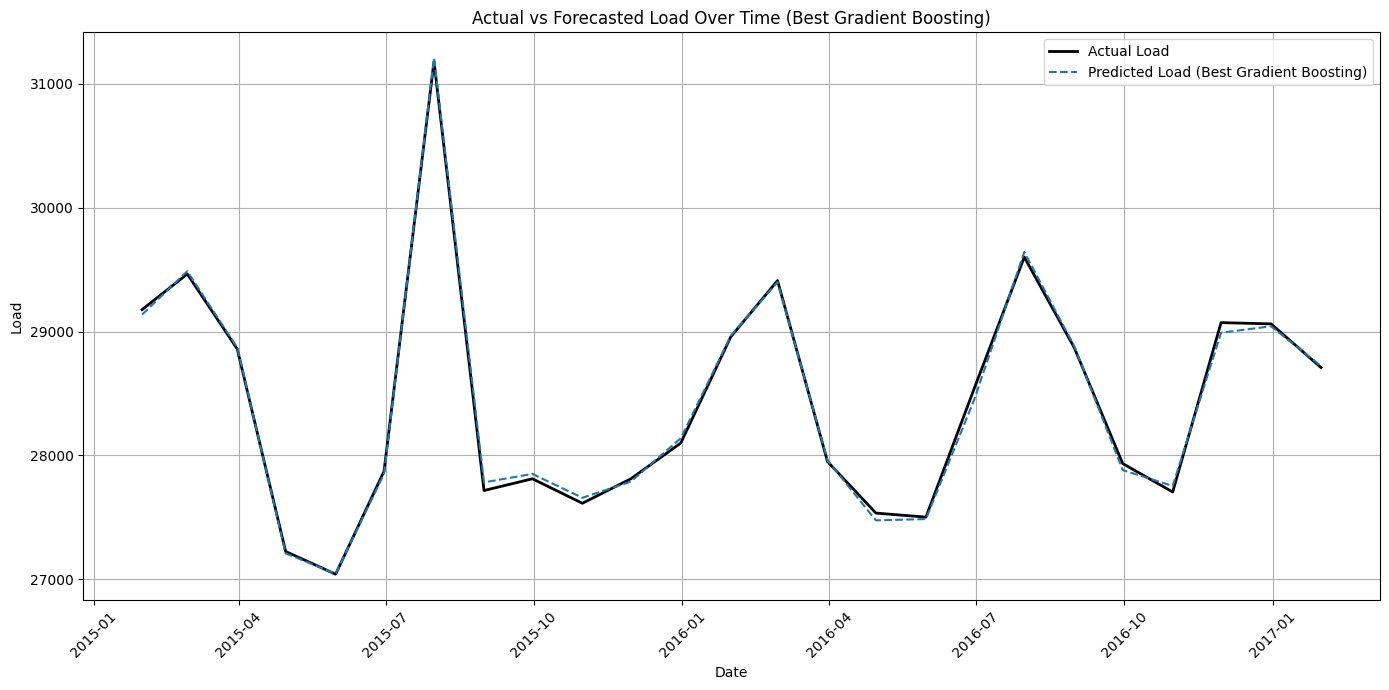 Actual vs Forecasted Load Over Time (Best Gradient Boosting)
Actual Load
Predicted Load (Best Gradient Boosting)
Load
31000
30000
29000
28000
27000
2015-01
2015-04
2015-07
2015-10
2016-01
2016-04
2016-07
2016-10
2017-01
Date